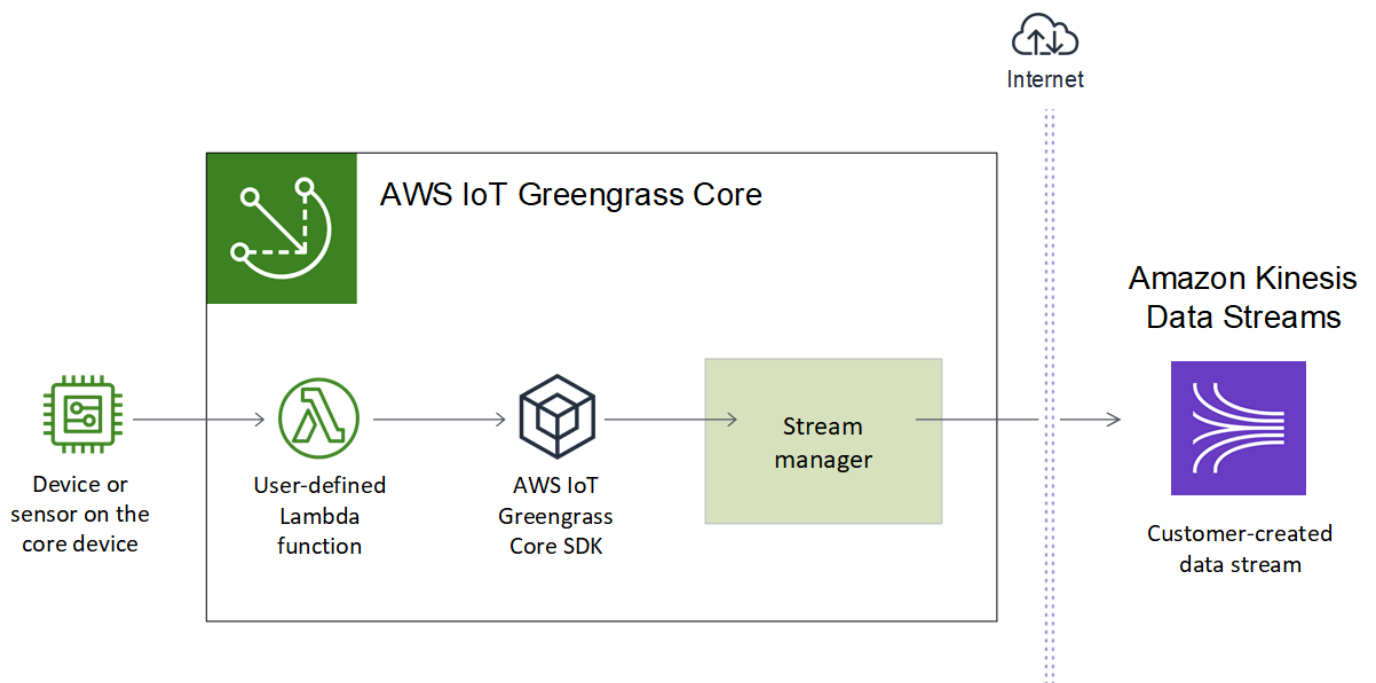 Internet
AWS IoT Greengrass Core
Amazon Kinesis
Data Streams
Stream
manager
Device or
sensor on the
core device
User-defined
Lambda
function
AWS IoT
Greengrass
Core SDK
Customer-created
data stream